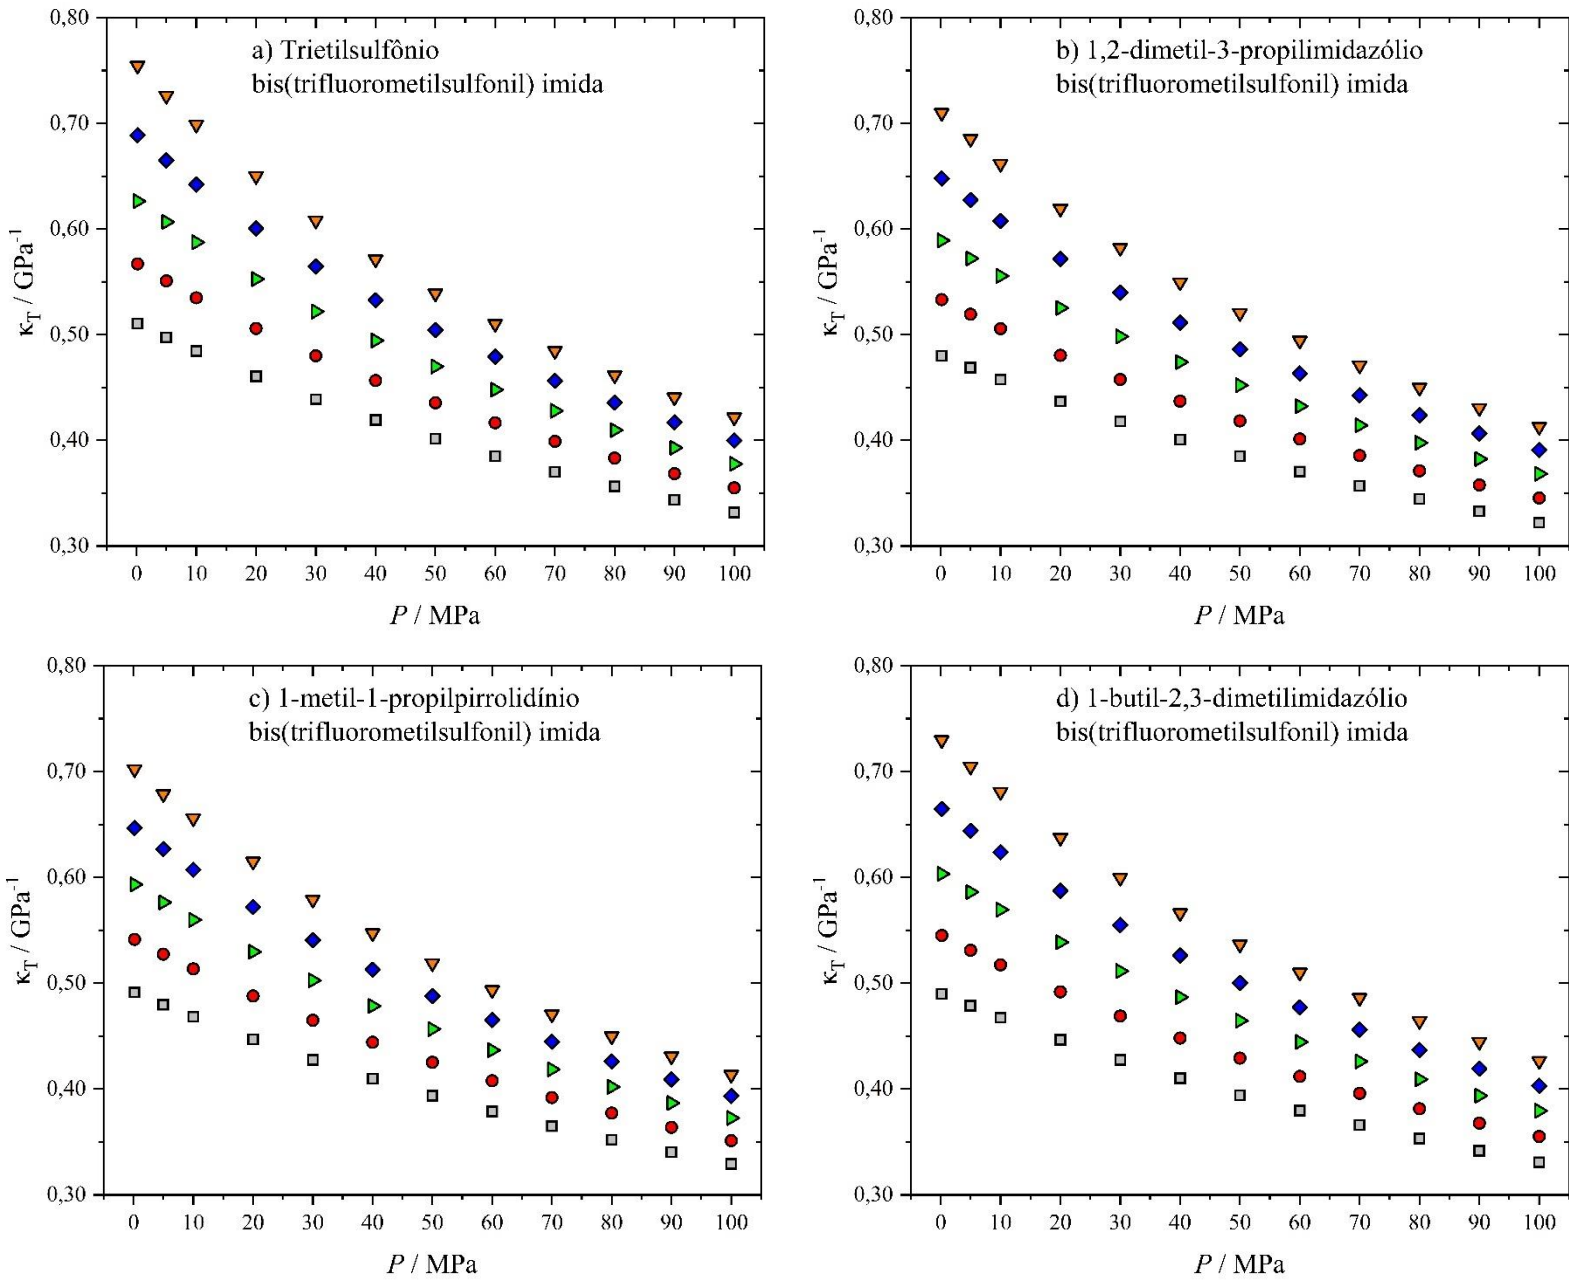 0,80
0,70
0,60
0,50
0,40
0,30
κT / GPa-1
a) Trietilsulfônio
bis(trifluorometilsulfonil) imida
0 10 20 30 40 50 60 70 80 90 100
P / MPa
0,80
0,70
0,60
0,50
0,40
0,30
κT / GPa-1
b) 1,2-dimetil-3-propilimidazólio
bis(trifluorometilsulfonil) imida
0 10 20 30 40 50 60 70 80 90 100
P / MPa
0,80
0,70
0,60
0,50
0,40
0,30
κT / GPa-1
c) 1-metil-1-propilpirrolidínio
bis(trifluorometilsulfonil) imida
0 10 20 30 40 50 60 70 80 90 100
P / MPa
0,80
0,70
0,60
0,50
0,40
0,30
κT / GPa-1
d) 1-butil-2,3-dimetilimidazólio
bis(trifluorometilsulfonil) imida
0 10 20 30 40 50 60 70 80 90 100
P / MPa